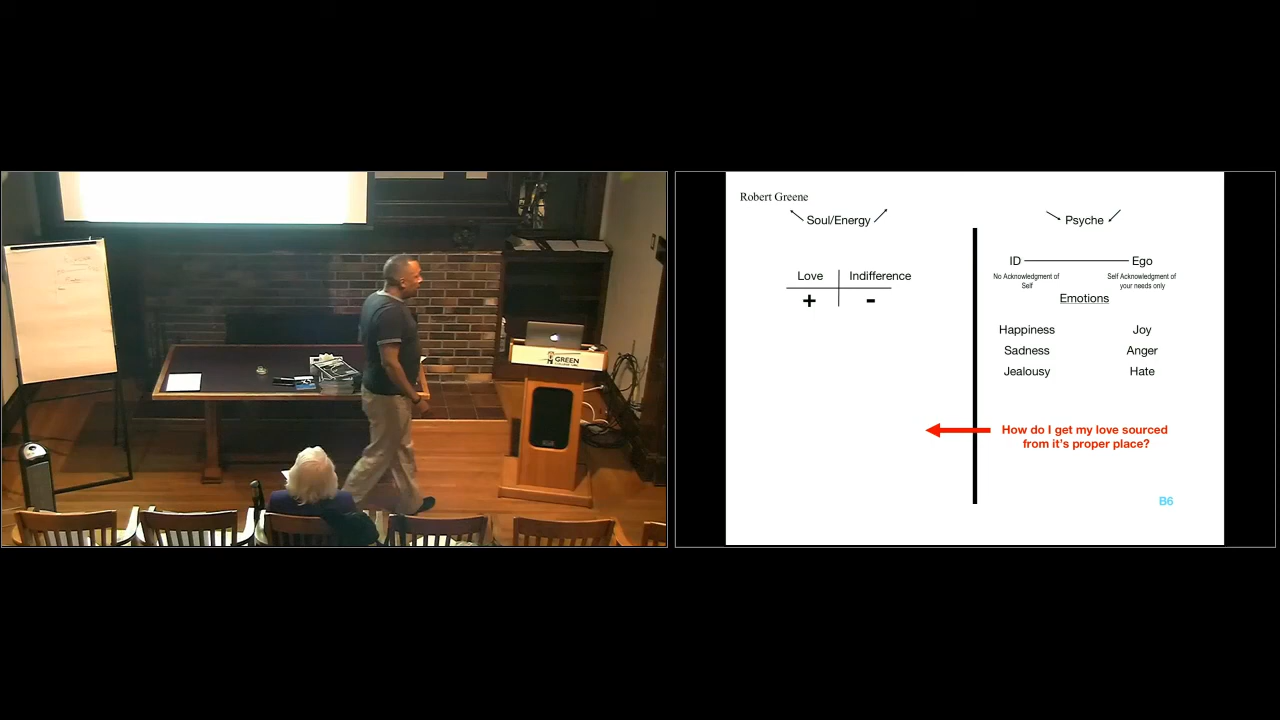 GREEN
Robert Greene
Soul/Energy
Love Indifference
+ -
Psyche
ID Ego
No Acknowledgment of
Self
Self Acknowledgment of
your needs only
Emotions
Happiness Joy
Sadness Anger
Jealousy Hate
How do I get my love sourced
from it's proper place?
B6